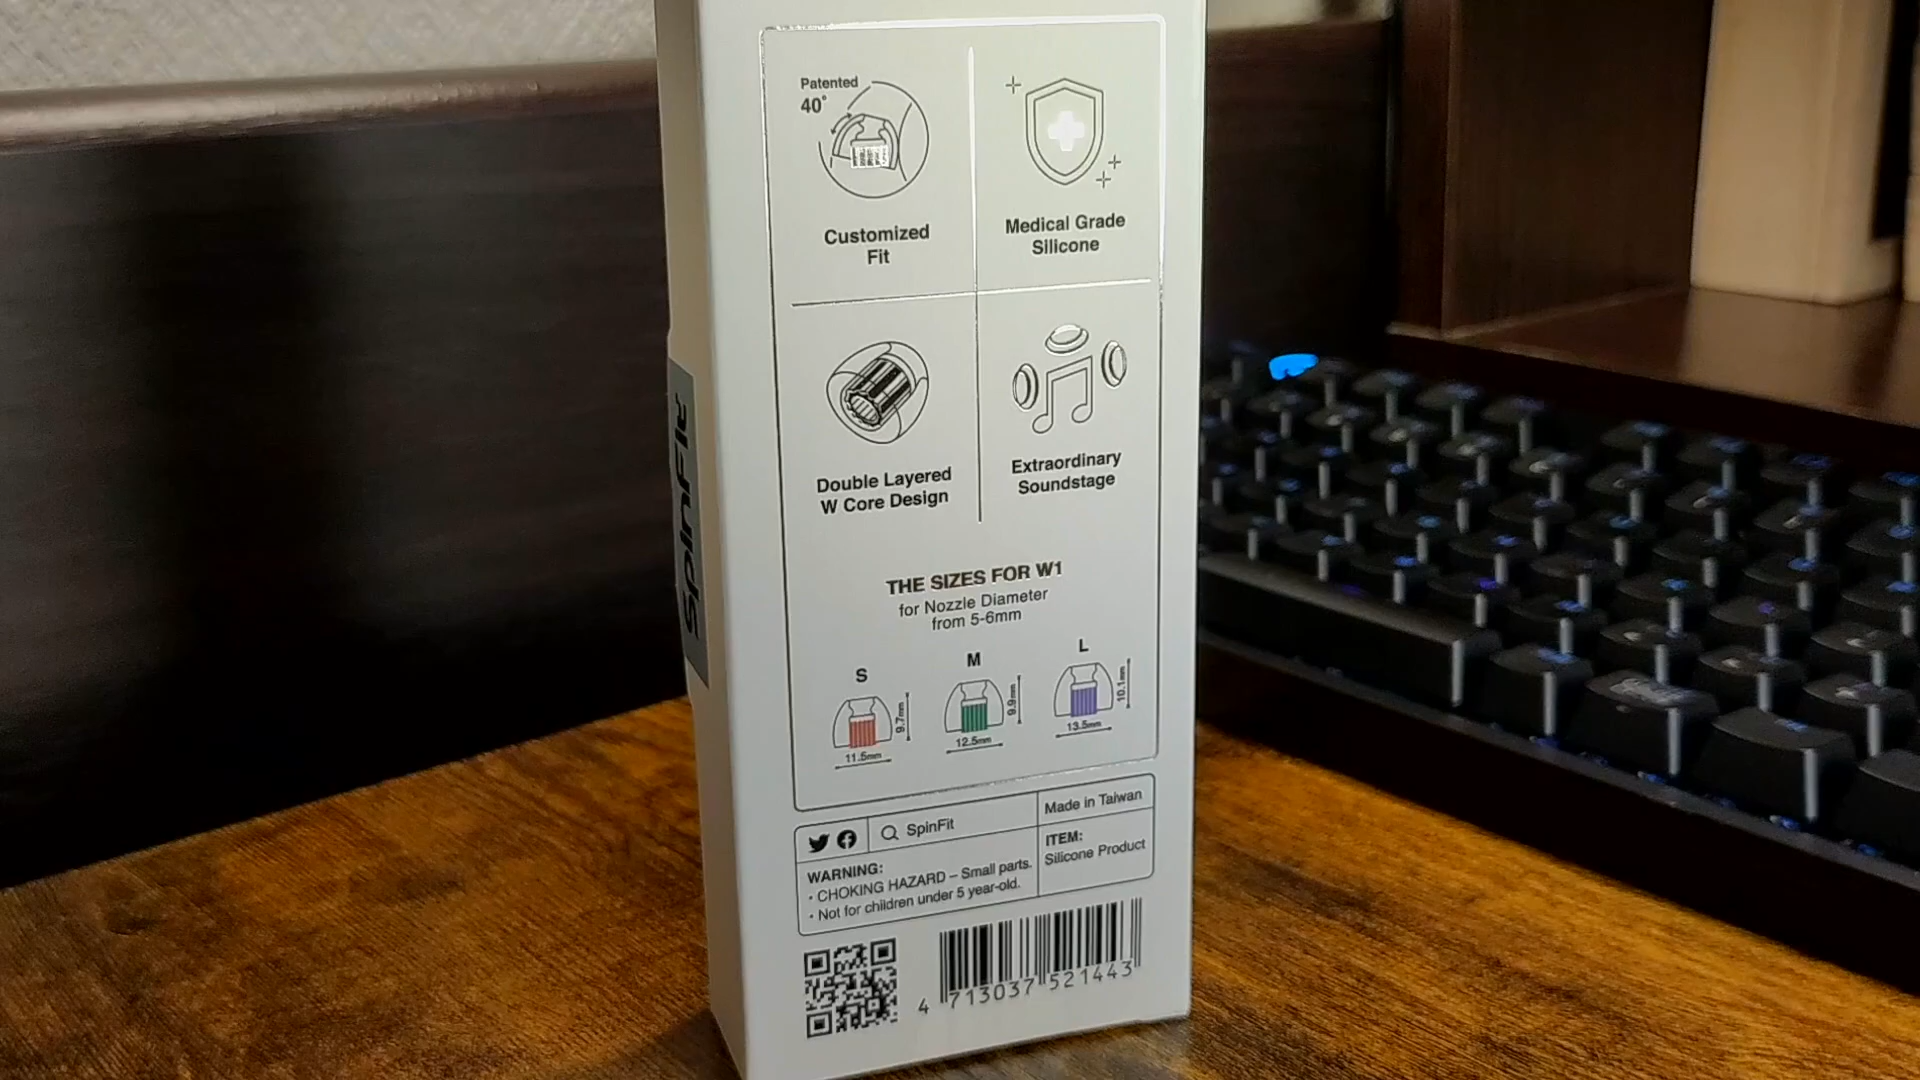 Patented
40°
Customized
Fit
Medical Grade
Silicone
Double Layered
W Core Design
Extraordinary
Soundstage
SpinFit
THE SIZES FOR W1
for Nozzle Diameter
from 5-6mm
S
9.7mm
11.5mm
M
9.9mm
12.5mm
L
10.1mm
13.5mm
SpinFit
Made in Taiwan
ITEM:
Silicone Product
WARNING:
• CHOKING HAZARD – Small parts.
• Not for children under 5 year-old.
4 713037 521443